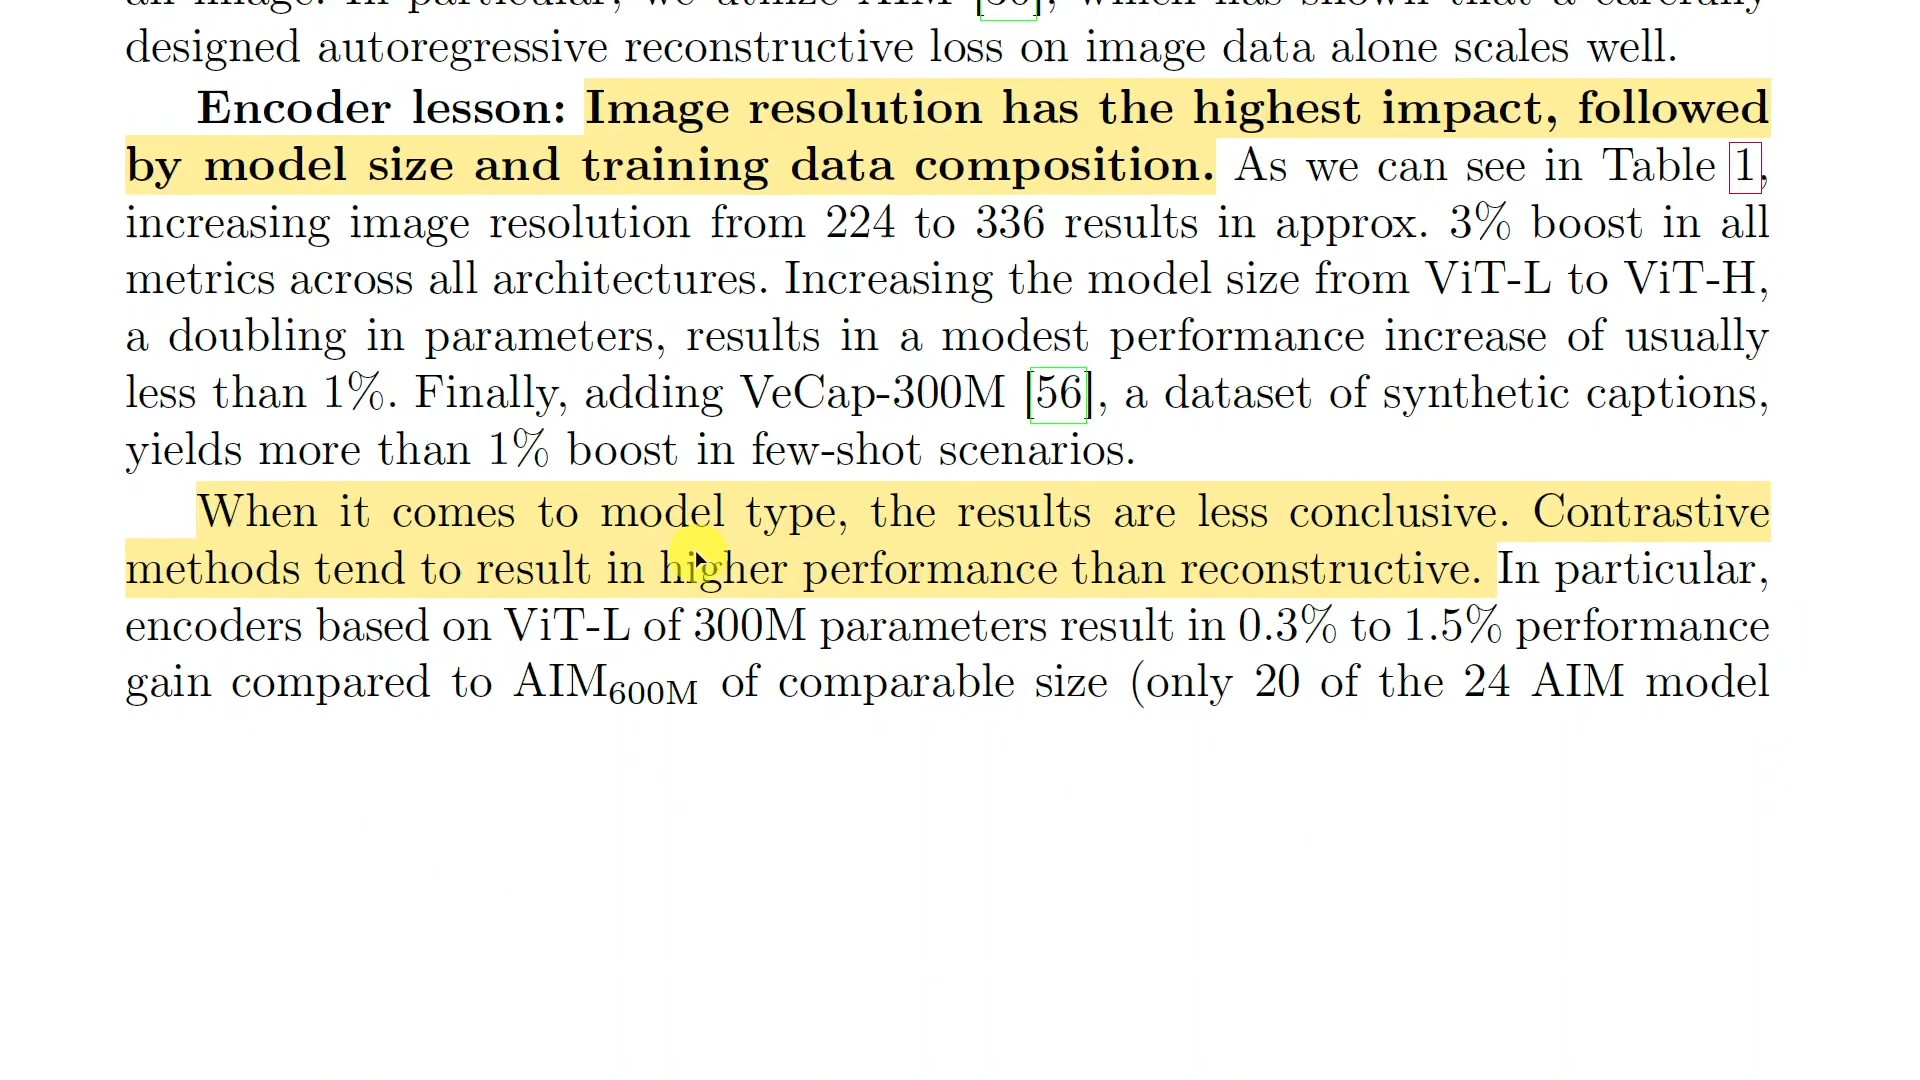 designed autoregressive reconstructive loss on image data alone scales well.
Encoder lesson: Image resolution has the highest impact, followed
by model size and training data composition. As we can see in Table 1,
increasing image resolution from 224 to 336 results in approx. 3% boost in all
metrics across all architectures. Increasing the model size from ViT-L to ViT-H,
a doubling in parameters, results in a modest performance increase of usually
less than 1%. Finally, adding VeCap-300M [56], a dataset of synthetic captions,
yields more than 1% boost in few-shot scenarios.
When it comes to model type, the results are less conclusive. Contrastive
methods tend to result in higher performance than reconstructive. In particular,
encoders based on ViT-L of 300M parameters result in 0.3% to 1.5% performance
gain compared to AIM600M of comparable size (only 20 of the 24 AIM model